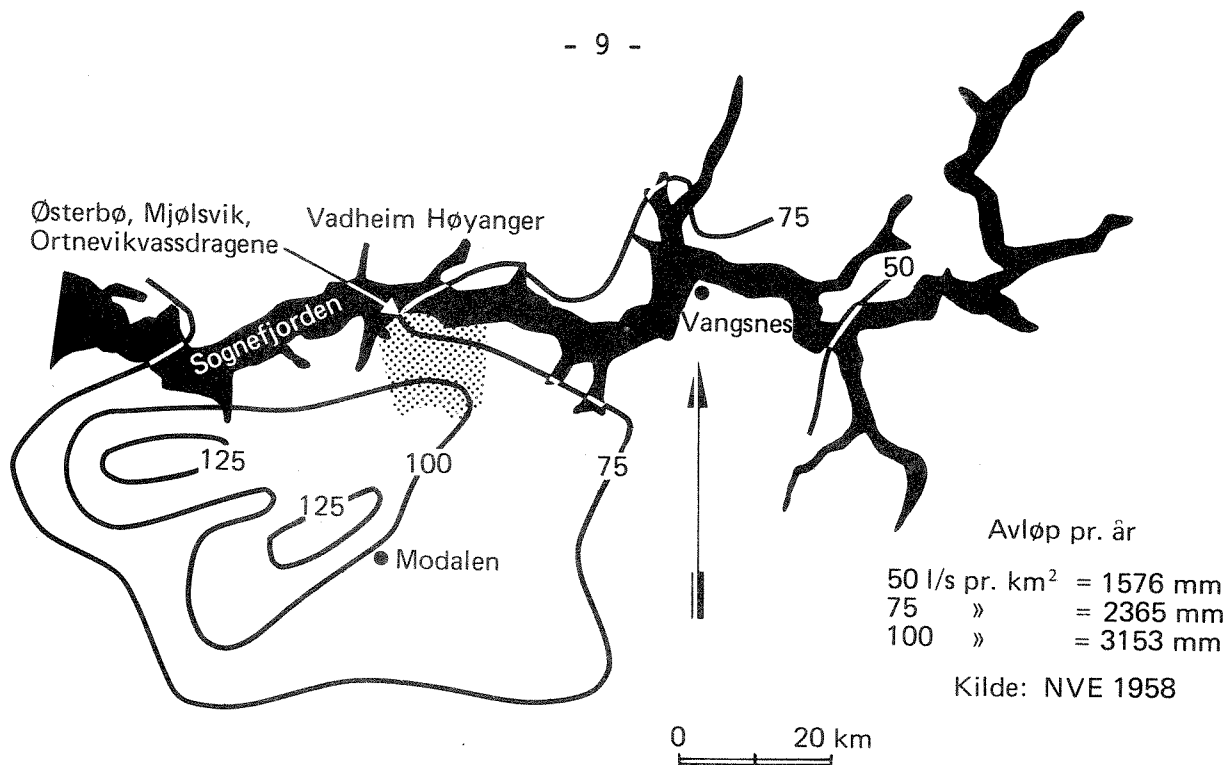 - 9 -
Østerbø, Mjølsvik,
Ortnevikvassdragene
Vadheim Høyanger
75
50
Sognefjorden
Vangsnes
125
100
75
125
Modalen
Avløp pr. år
50 l/s pr. km² = 1576 mm
75 » = 2365 mm
100 » = 3153 mm
Kilde: NVE 1958
0 20 km